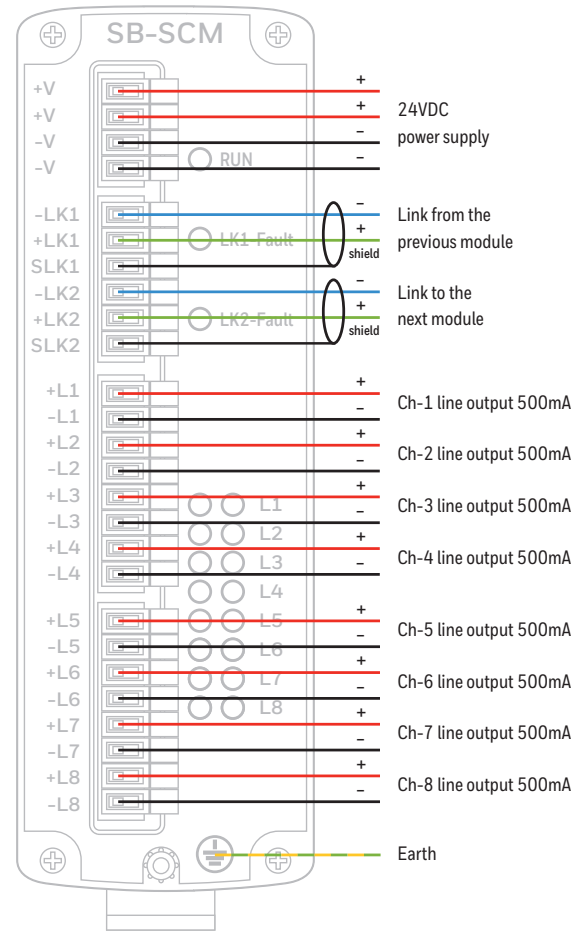 SB-SCM
+V +
+V + 24VDC
-V – power supply
-V –
RUN
-LK1 – Link from the
+LK1 LK1-Fault + previous module
SLK1 shield
-LK2 – Link to the
+LK2 LK2-Fault + next module
SLK2 shield
+L1 + Ch-1 line output 500mA
-L1 –
+L2 + Ch-2 line output 500mA
-L2 –
+L3 + Ch-3 line output 500mA
-L3 – L1
+L4 + L2 Ch-4 line output 500mA
-L4 – L3
L4
+L5 + L5 Ch-5 line output 500mA
-L5 – L6
+L6 + L7 Ch-6 line output 500mA
-L6 – L8
+L7 + Ch-7 line output 500mA
-L7 –
+L8 + Ch-8 line output 500mA
-L8 –
Earth